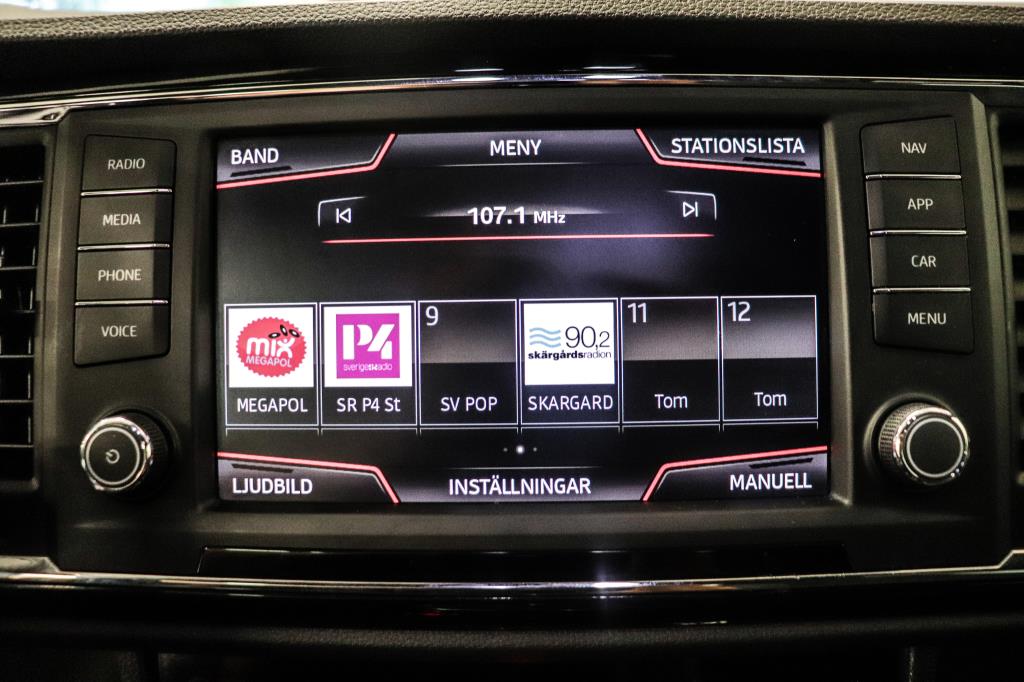 RADIO
MEDIA
PHONE
VOICE
BAND
MENY
STATIONSLISTA
107.1 MHz
mix
MEGAPOL
MEGAPOL
P4
SR P4 St
9
SV POP
90,2
skärgårdsradion
SKARGARD
11
Tom
12
Tom
LJUDBILD
INSTÄLLNINGAR
MANUELL
NAV
APP
CAR
MENU